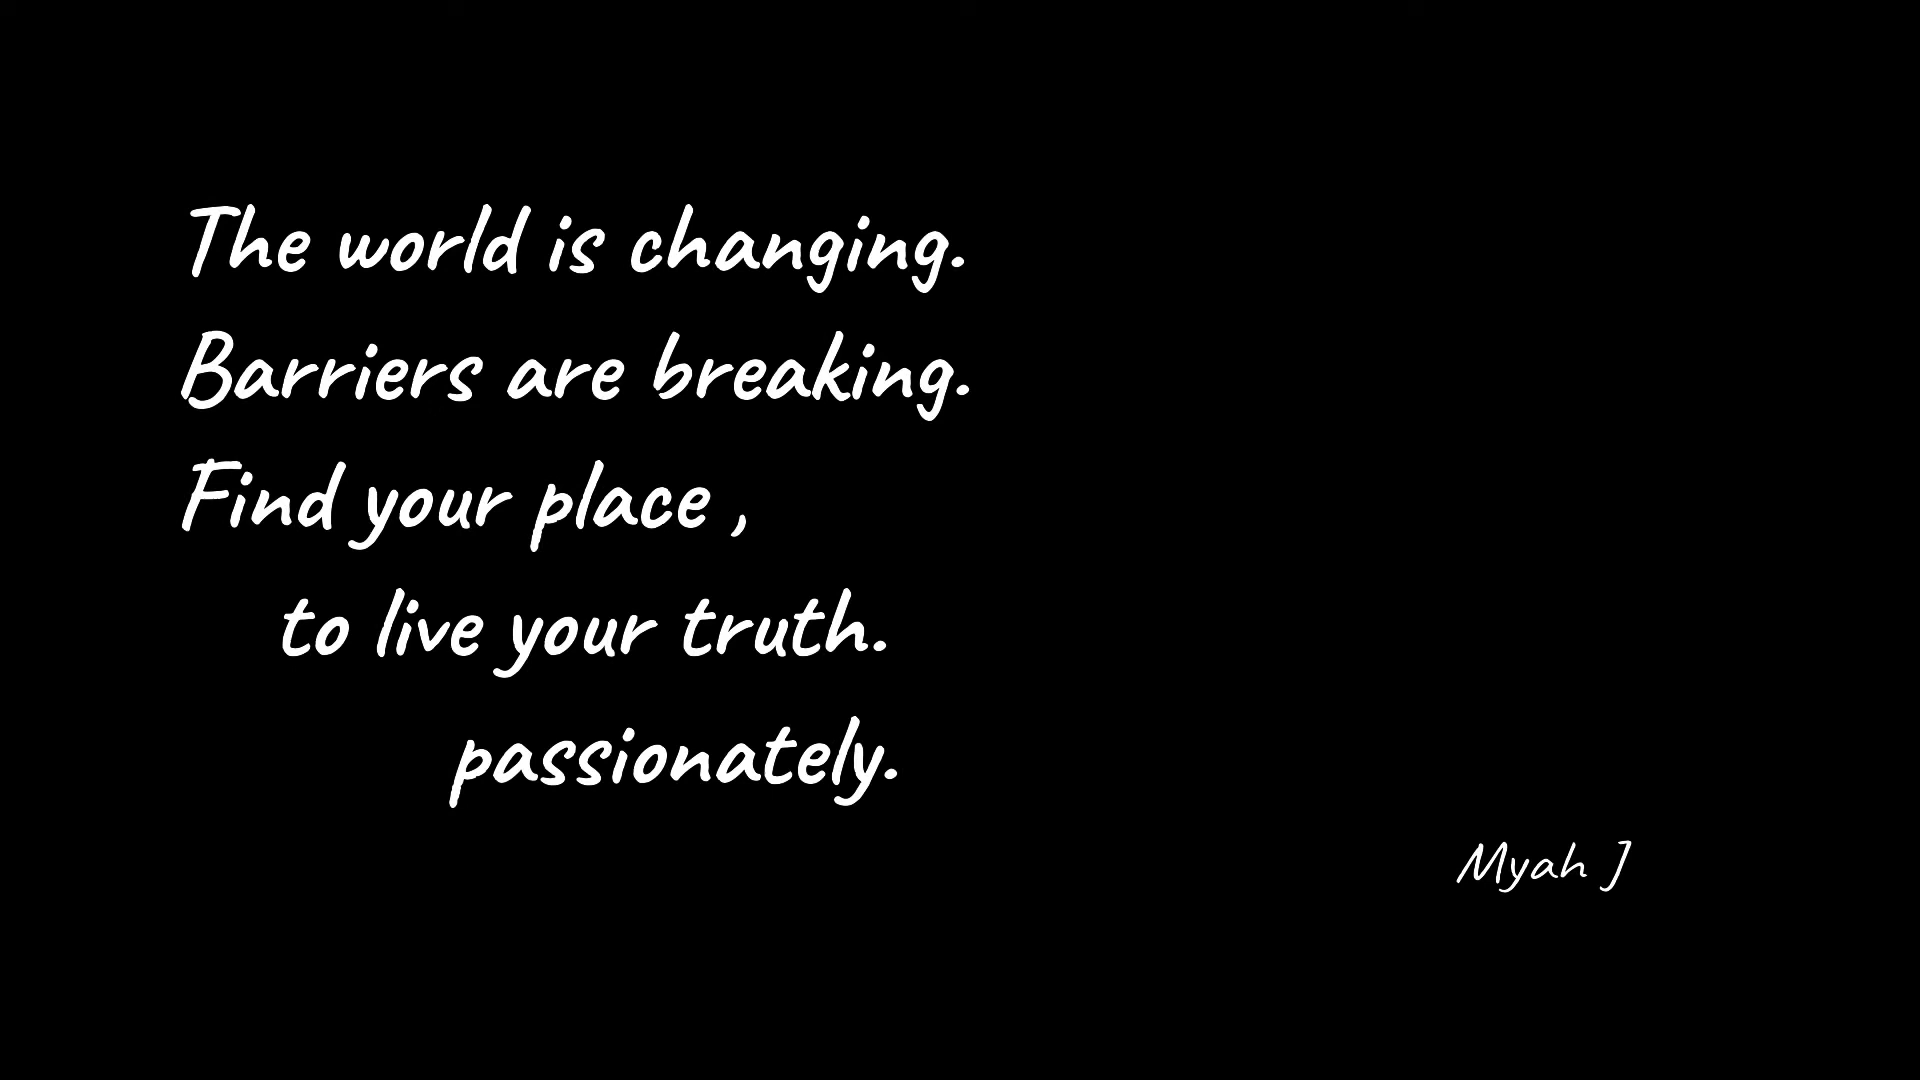 The world is changing.
Barriers are breaking.
Find your place ,
to live your truth.
passionately.
Myah J